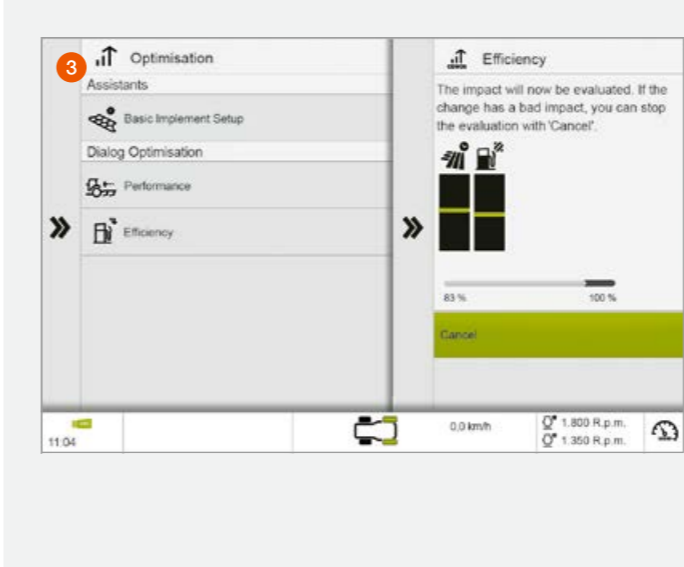 3
Optimisation
Assistants
Basic Implement Setup
Dialog Optimisation
Performance
Efficiency
Efficiency
The impact will now be evaluated. If the
change has a bad impact, you can stop
the evaluation with 'Cancel'.
83 %
100 %
Cancel
11:04
0,0 km/h
1.800 R.p.m.
1.350 R.p.m.